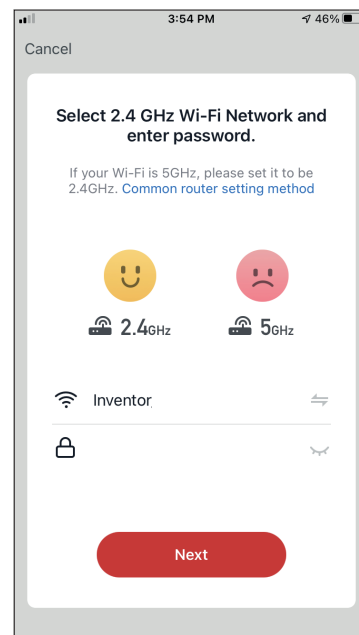 3:54 PM 46%
Cancel
Select 2.4 GHz Wi-Fi Network and
enter password.
If your Wi-Fi is 5GHz, please set it to be
2.4GHz. Common router setting method
2.4GHz 5GHz
Inventor
Next